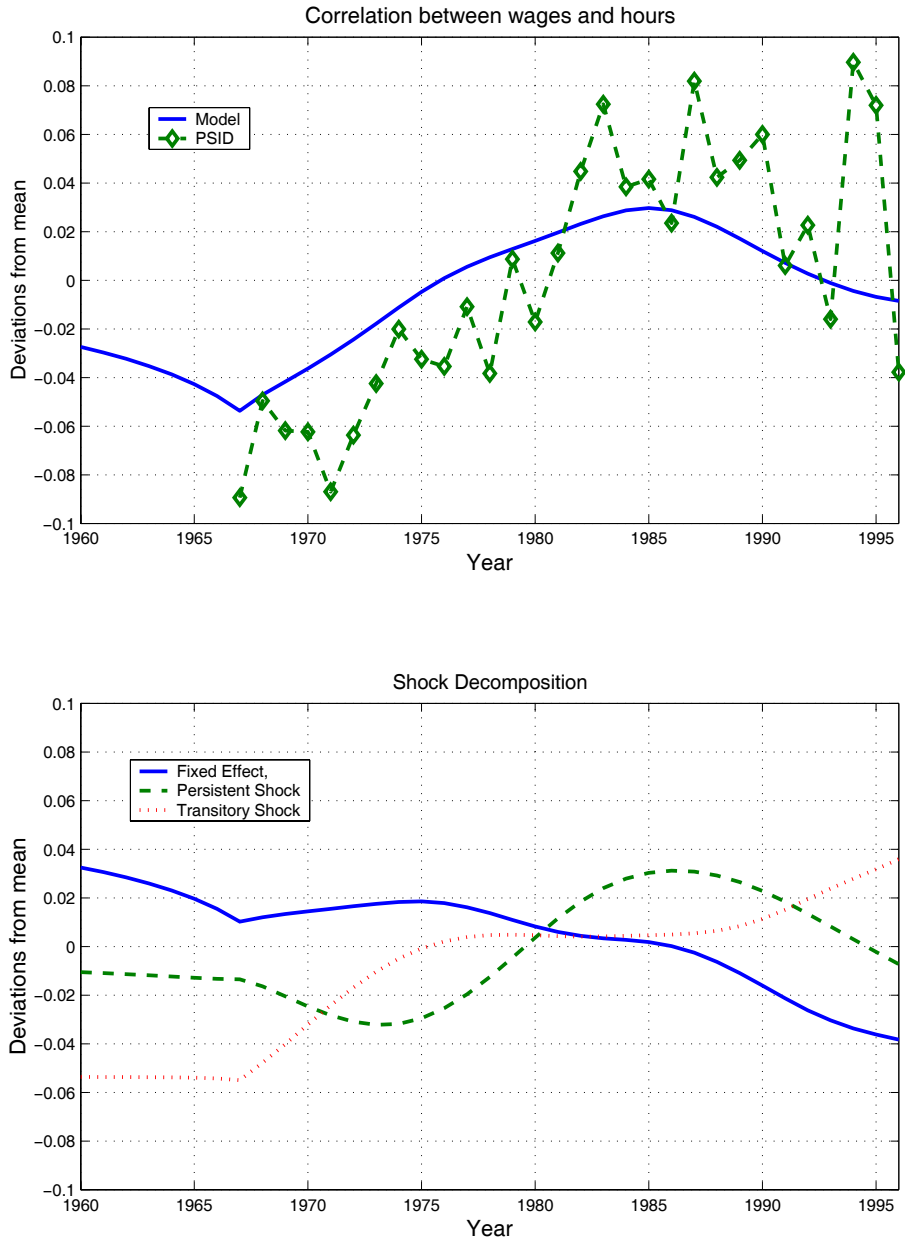 Correlation between wages and hours
0.1
0.08
0.06
0.04
0.02
0
−0.02
−0.04
−0.06
−0.08
−0.1
Deviations from mean
Model
PSID
1960 1965 1970 1975 1980 1985 1990 1995
Year
Shock Decomposition
0.1
0.08
0.06
0.04
0.02
0
−0.02
−0.04
−0.06
−0.08
−0.1
Deviations from mean
Fixed Effect,
Persistent Shock
Transitory Shock
1960 1965 1970 1975 1980 1985 1990 1995
Year